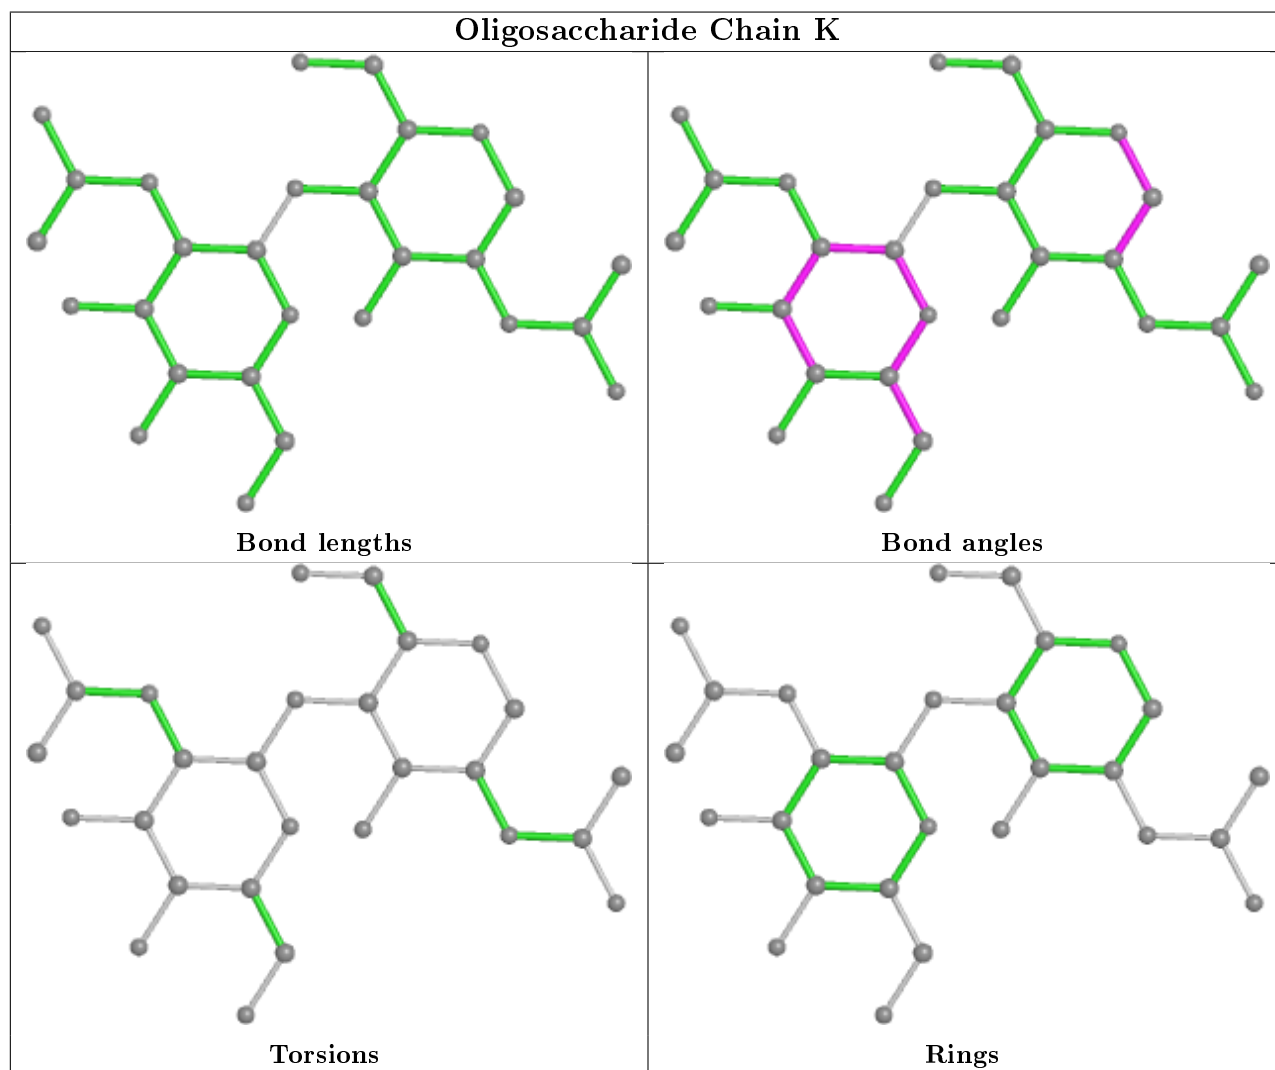 Oligosaccharide Chain K
Bond lengths
Bond angles
Torsions
Rings